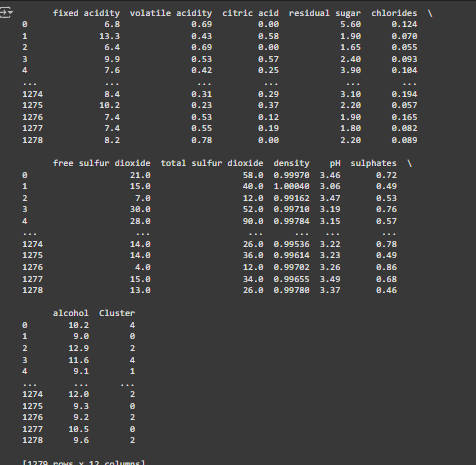 fixed acidity volatile acidity citric acid residual sugar chlorides \
0 6.8 0.69 0.00 5.60 0.124
1 13.3 0.43 0.58 1.90 0.070
2 6.4 0.69 0.00 1.65 0.055
3 9.9 0.53 0.57 2.40 0.093
4 7.6 0.42 0.25 3.90 0.104
... ... ... ... ... ...
1274 8.4 0.31 0.29 3.10 0.194
1275 10.2 0.23 0.37 2.20 0.057
1276 7.4 0.53 0.12 1.90 0.165
1277 7.4 0.55 0.19 1.80 0.082
1278 8.2 0.78 0.00 2.20 0.089
free sulfur dioxide total sulfur dioxide density pH sulphates \
0 21.0 58.0 0.99970 3.46 0.72
1 15.0 40.0 1.00040 3.06 0.49
2 7.0 12.0 0.99162 3.47 0.53
3 30.0 52.0 0.99710 3.19 0.76
4 28.0 90.0 0.99784 3.15 0.57
... ... ... ... ... ...
1274 14.0 26.0 0.99536 3.22 0.78
1275 14.0 36.0 0.99614 3.23 0.49
1276 4.0 12.0 0.99702 3.26 0.86
1277 15.0 34.0 0.99655 3.49 0.68
1278 13.0 26.0 0.99780 3.37 0.46
alcohol Cluster
0 10.2 4
1 9.0 0
2 12.9 2
3 11.6 4
4 9.1 1
... ... ...
1274 12.0 2
1275 9.3 0
1276 9.2 2
1277 10.5 0
1278 9.6 2
[1279 rows x 12 columns]